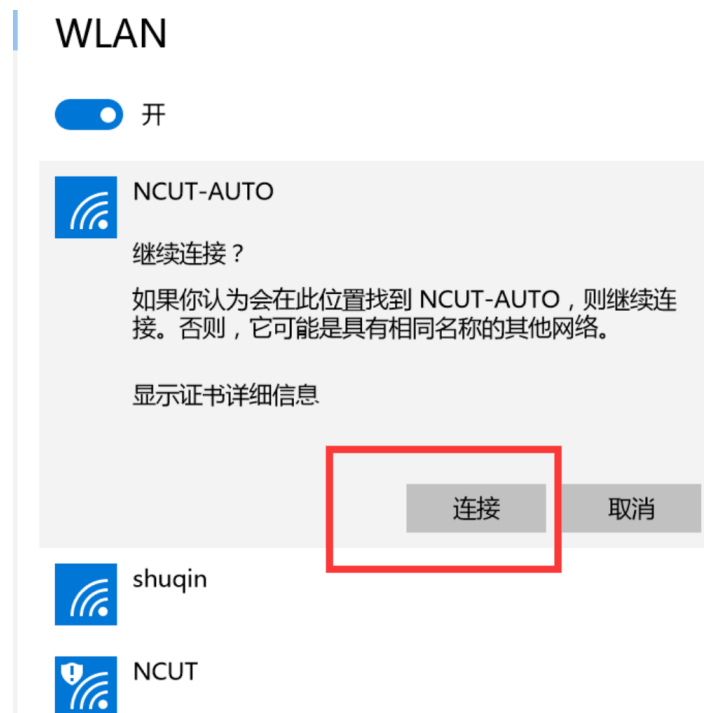 WLAN
开
NCUT-AUTO
继续连接？
如果你认为会在此位置找到 NCUT-AUTO，则继续连
接。否则，它可能是具有相同名称的其他网络。
显示证书详细信息
连接
取消
shuqin
NCUT